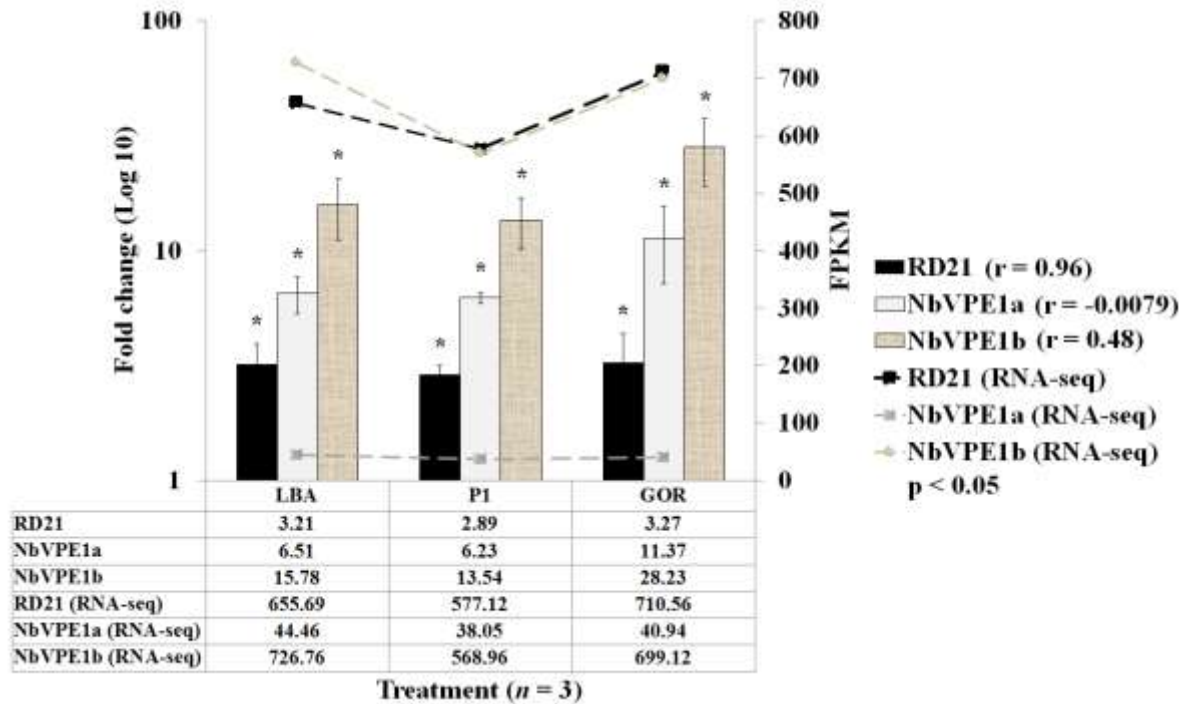 Fold change (Log 10)
100
10
1
*
*
*
*
*
*
*
*
*
800
700
600
500
400
300
200
100
0
FPKM
RD21 (r = 0.96)
NbVPE1a (r = -0.0079)
NbVPE1b (r = 0.48)
RD21 (RNA-seq)
NbVPE1a (RNA-seq)
NbVPE1b (RNA-seq)
p < 0.05
LBA P1 GOR
RD21 3.21 2.89 3.27
NbVPE1a 6.51 6.23 11.37
NbVPE1b 15.78 13.54 28.23
RD21 (RNA-seq) 655.69 577.12 710.56
NbVPE1a (RNA-seq) 44.46 38.05 40.94
NbVPE1b (RNA-seq) 726.76 568.96 699.12
Treatment (n = 3)